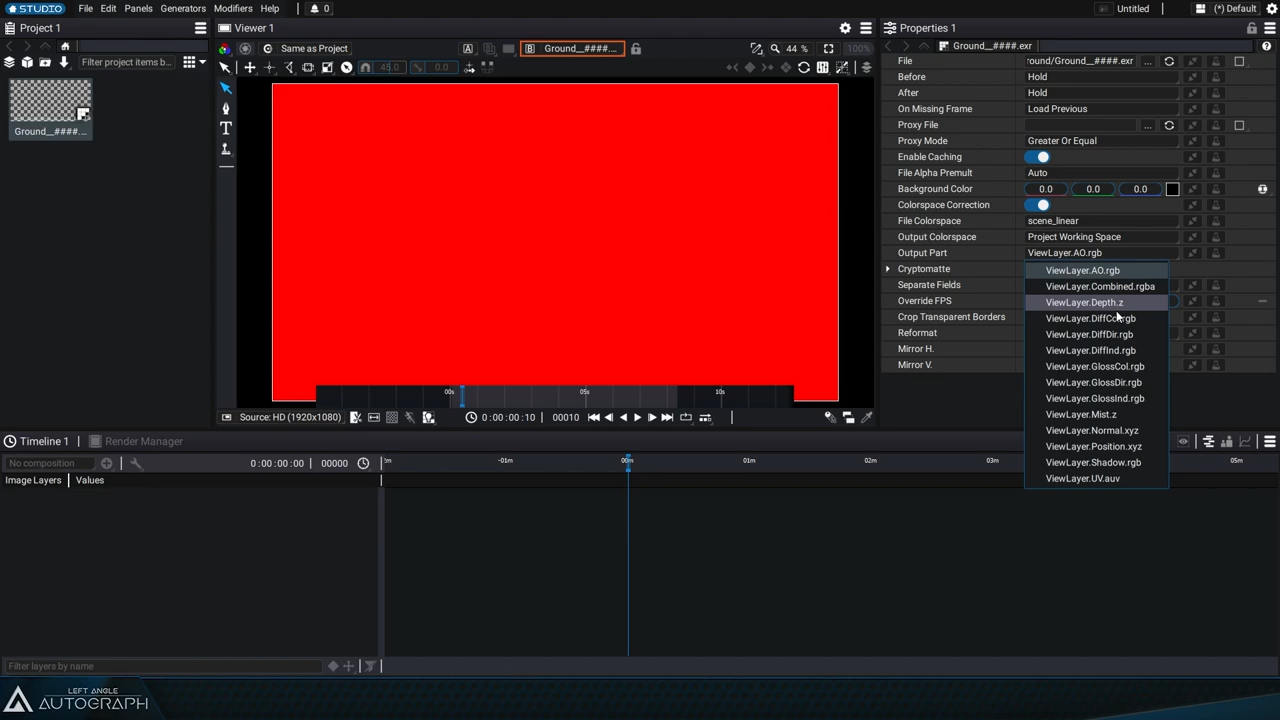 STUDIO File Edit Panels Generators Modifiers Help 0 Untitled (*) Default
Project 1 Viewer 1 Properties 1
Same as Project A B Ground__####.... 44 % 100% Ground__####.exr
Filter project items b... 45.0 0.0
Ground__####....
File round/Ground__####.exr ...
Before Hold
After Hold
On Missing Frame Load Previous
Proxy File ...
Proxy Mode Greater Or Equal
Enable Caching
File Alpha Premult Auto
Background Color 0.0 0.0 0.0
Colorspace Correction
File Colorspace scene_linear
Output Colorspace Project Working Space
Output Part ViewLayer.AO.rgb
Cryptomatte
Separate Fields
Override FPS
Crop Transparent Borders
Reformat
Mirror H.
Mirror V.
ViewLayer.AO.rgb
ViewLayer.Combined.rgba
ViewLayer.Depth.z
ViewLayer.DiffCol.rgb
ViewLayer.DiffDir.rgb
ViewLayer.DiffInd.rgb
ViewLayer.GlossCol.rgb
ViewLayer.GlossDir.rgb
ViewLayer.GlossInd.rgb
ViewLayer.Mist.z
ViewLayer.Normal.xyz
ViewLayer.Position.xyz
ViewLayer.Shadow.rgb
ViewLayer.UV.auv
00s 05s 10s
Source: HD (1920x1080) 0:00:00:10 00010
Timeline 1 Render Manager
No composition 0:00:00:00 00000
-01m 00m 01m 02m 03m 05m
Image Layers Values
Filter layers by name
LEFT ANGLE
AUTOGRAPH